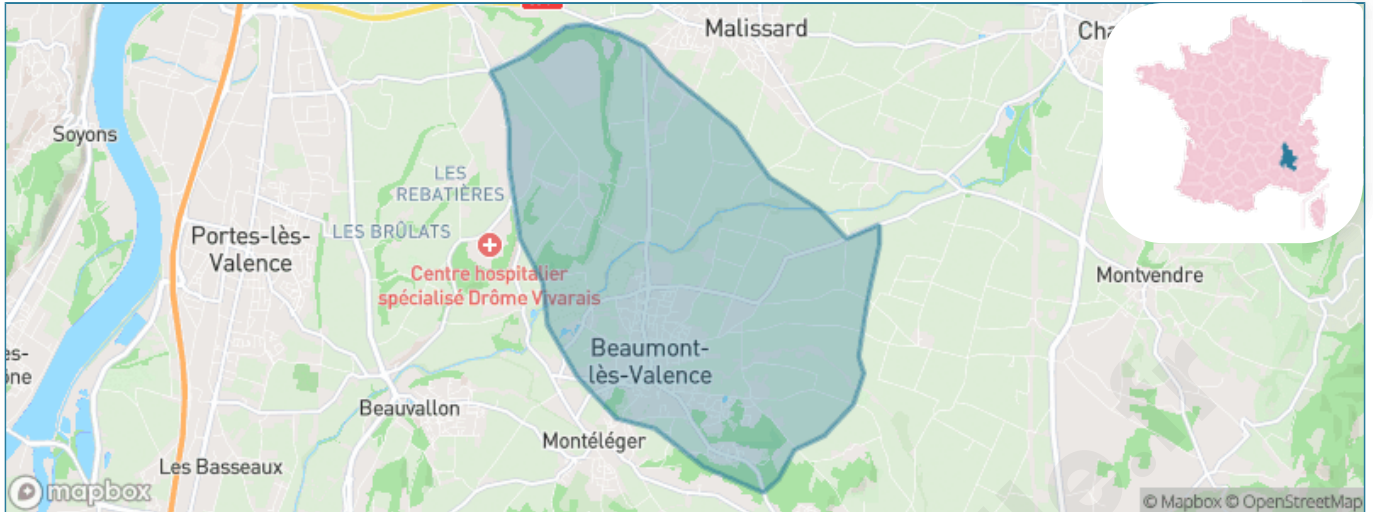 Malissard
Cha
Soyons
LES
REBATIÈRES
LES BRÛLATS
Portes-lès-
Valence
Centre hospitalier
spécialisé Drôme Vivarais
Montvendre
es-
ône
Beaumont-
lès-Valence
Beauvallon
Montéléger
Les Basseaux
mapbox
© Mapbox © OpenStreetMap